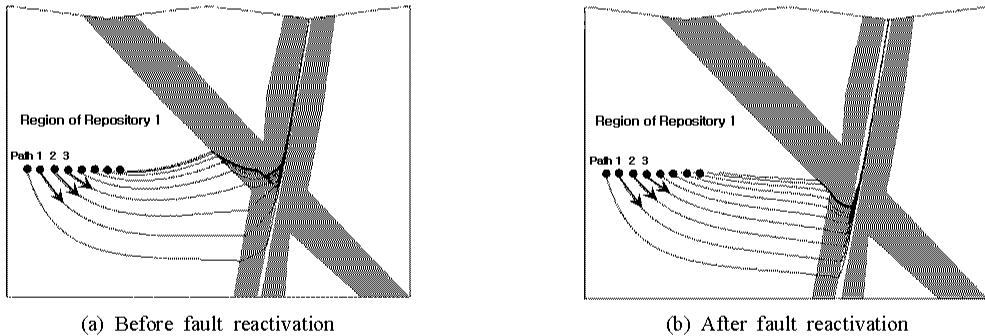 Region of Repository 1
Path 1 2 3
(a) Before fault reactivation
Region of Repository 1
Path 1 2 3
(b) After fault reactivation